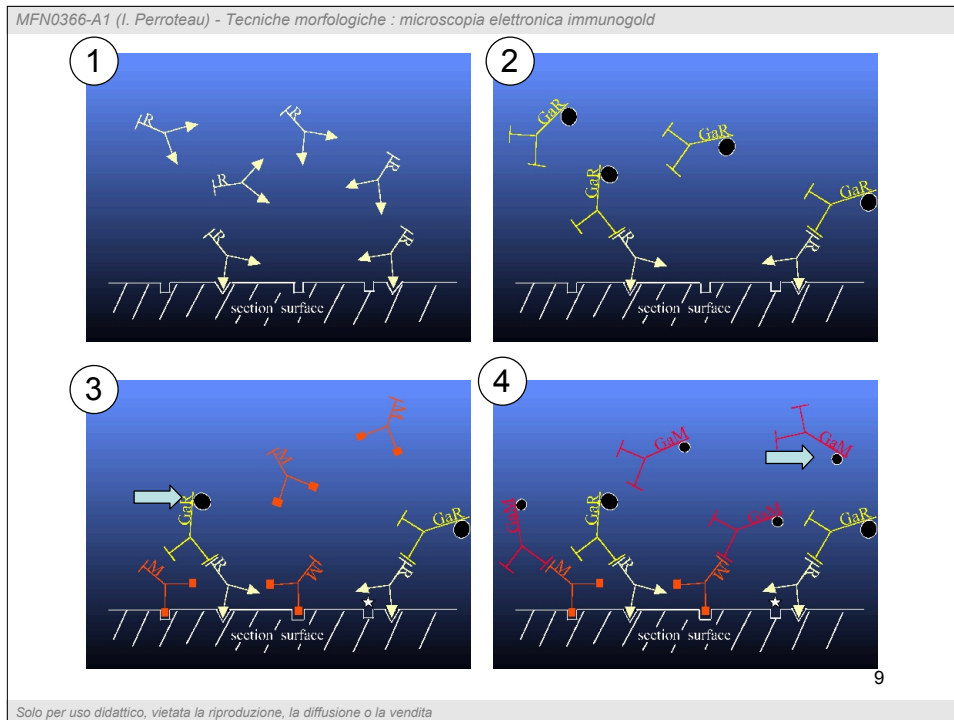 MFN0366-A1 (I. Perroteau) - Tecniche morfologiche : microscopia elettronica immunogold
1
R
R
R
R
R
R
section surface
2
GaR
GaR
GaR
GaR
R
R
section surface
3
M
M
GaR
GaR
M
R
M
R
section surface
4
GaM
GaM
GaM
GaR
GaM
GaR
M
R
M
R
section surface
9
Solo per uso didattico, vietata la riproduzione, la diffusione o la vendita